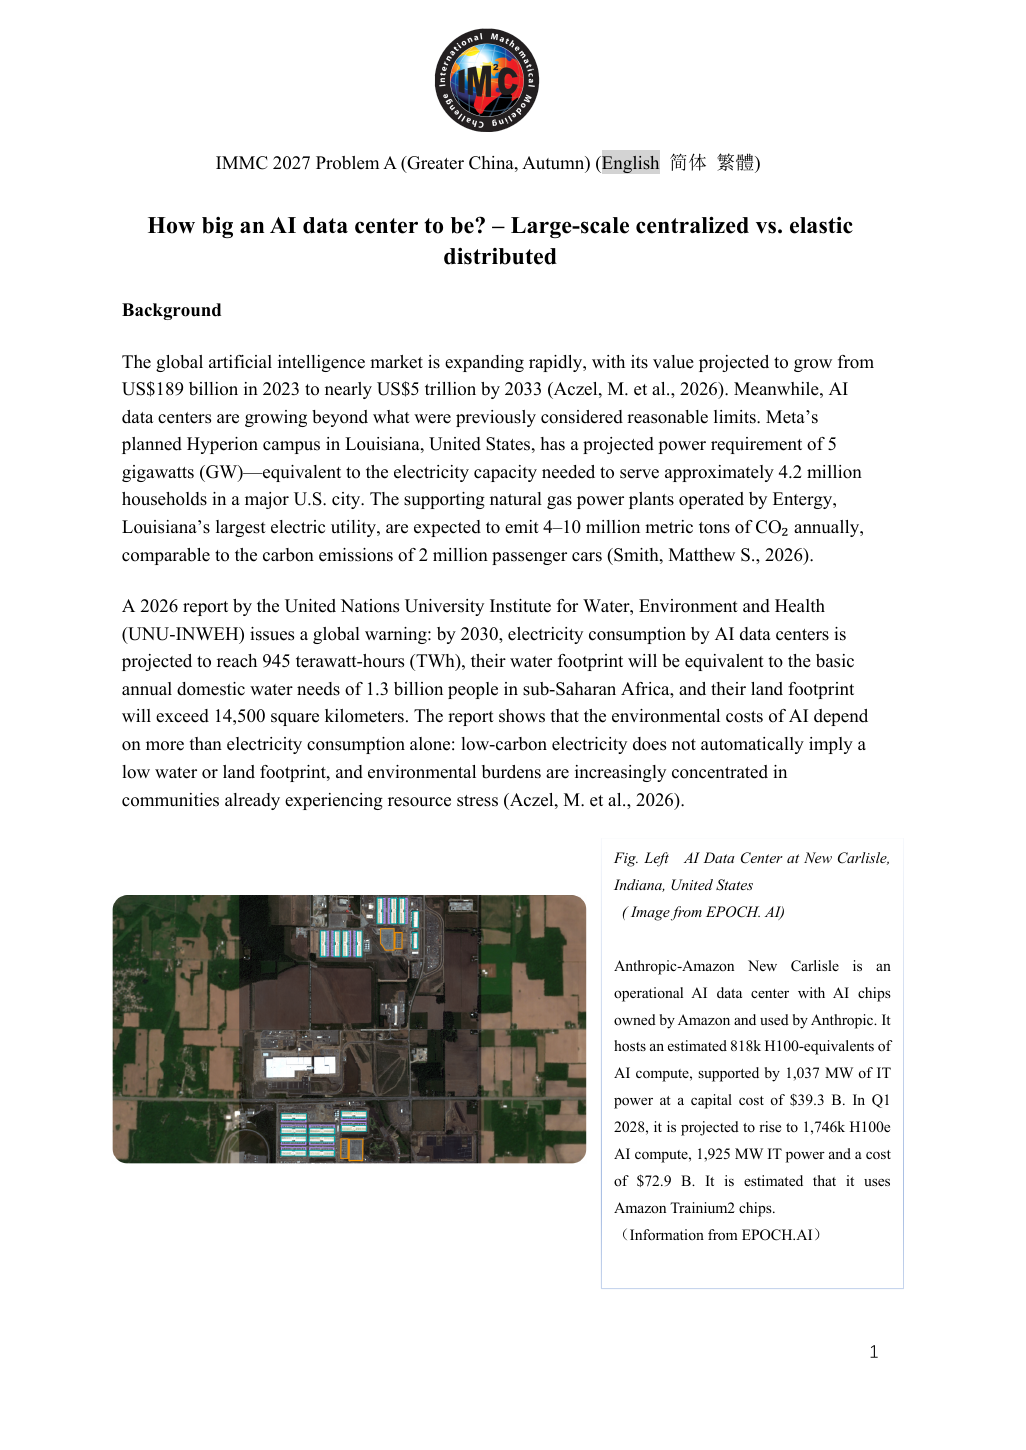 International Mathematical Modeling Challenge
IM²C
IMMC 2027 Problem A (Greater China, Autumn) (English 简体 繁體)
How big an AI data center to be? – Large-scale centralized vs. elastic
distributed
Background
The global artificial intelligence market is expanding rapidly, with its value projected to grow from
US$189 billion in 2023 to nearly US$5 trillion by 2033 (Aczel, M. et al., 2026). Meanwhile, AI
data centers are growing beyond what were previously considered reasonable limits. Meta’s
planned Hyperion campus in Louisiana, United States, has a projected power requirement of 5
gigawatts (GW)—equivalent to the electricity capacity needed to serve approximately 4.2 million
households in a major U.S. city. The supporting natural gas power plants operated by Entergy,
Louisiana’s largest electric utility, are expected to emit 4–10 million metric tons of CO₂ annually,
comparable to the carbon emissions of 2 million passenger cars (Smith, Matthew S., 2026).
A 2026 report by the United Nations University Institute for Water, Environment and Health
(UNU-INWEH) issues a global warning: by 2030, electricity consumption by AI data centers is
projected to reach 945 terawatt-hours (TWh), their water footprint will be equivalent to the basic
annual domestic water needs of 1.3 billion people in sub-Saharan Africa, and their land footprint
will exceed 14,500 square kilometers. The report shows that the environmental costs of AI depend
on more than electricity consumption alone: low-carbon electricity does not automatically imply a
low water or land footprint, and environmental burdens are increasingly concentrated in
communities already experiencing resource stress (Aczel, M. et al., 2026).
Fig. Left AI Data Center at New Carlisle,
Indiana, United States
( Image from EPOCH. AI)
Anthropic-Amazon New Carlisle is an
operational AI data center with AI chips
owned by Amazon and used by Anthropic. It
hosts an estimated 818k H100-equivalents of
AI compute, supported by 1,037 MW of IT
power at a capital cost of $39.3 B. In Q1
2028, it is projected to rise to 1,746k H100e
AI compute, 1,925 MW IT power and a cost
of $72.9 B. It is estimated that it uses
Amazon Trainium2 chips.
（Information from EPOCH.AI）
1